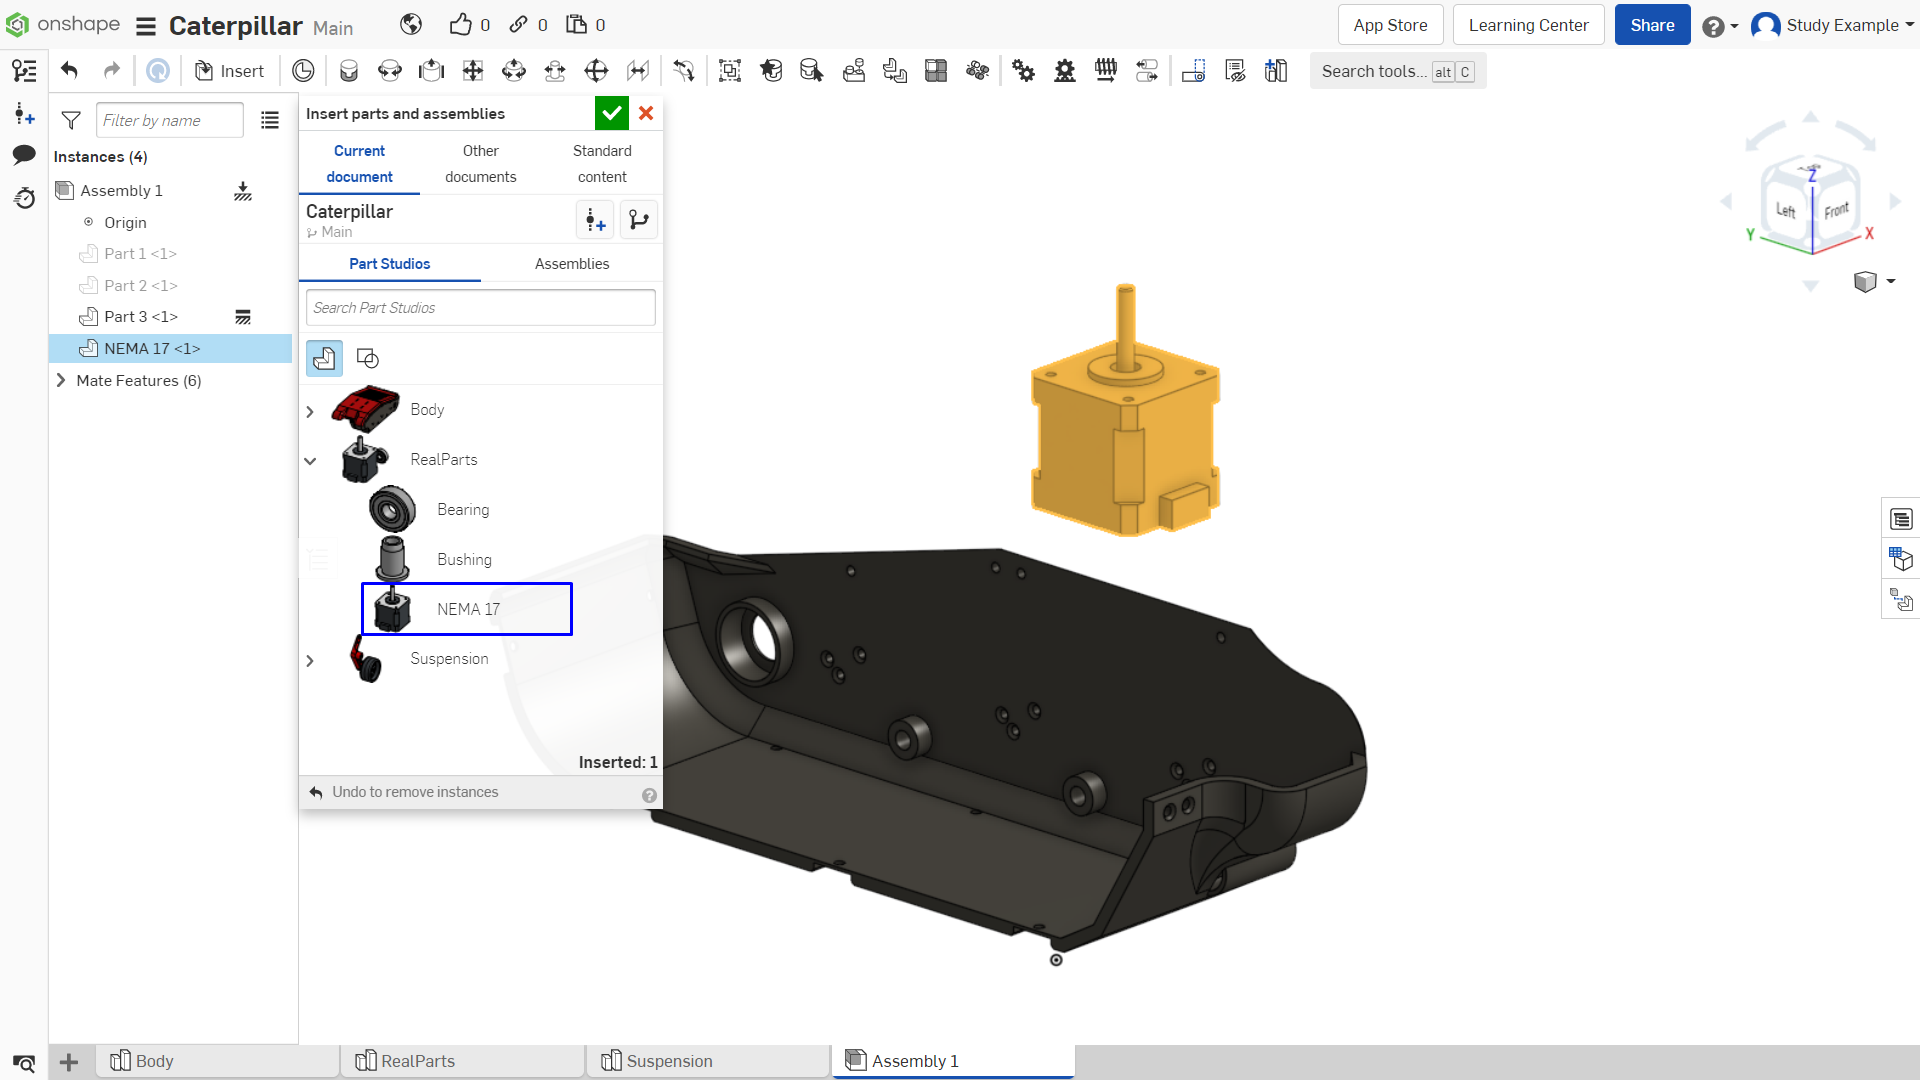 onshape Caterpillar Main 0 0 0 App Store Learning Center Share Study Example
Insert Search tools... alt C
Filter by name
Instances (4)
Assembly 1
Origin
Part 1 <1>
Part 2 <1>
Part 3 <1>
NEMA 17 <1>
Mate Features (6)
Insert parts and assemblies
Current document
Other documents
Standard content
Caterpillar
Main
Part Studios Assemblies
Search Part Studios
Body
RealParts
Bearing
Bushing
NEMA 17
Suspension
Inserted: 1
Undo to remove instances
Z
Left Front
Y X
Body RealParts Suspension Assembly 1